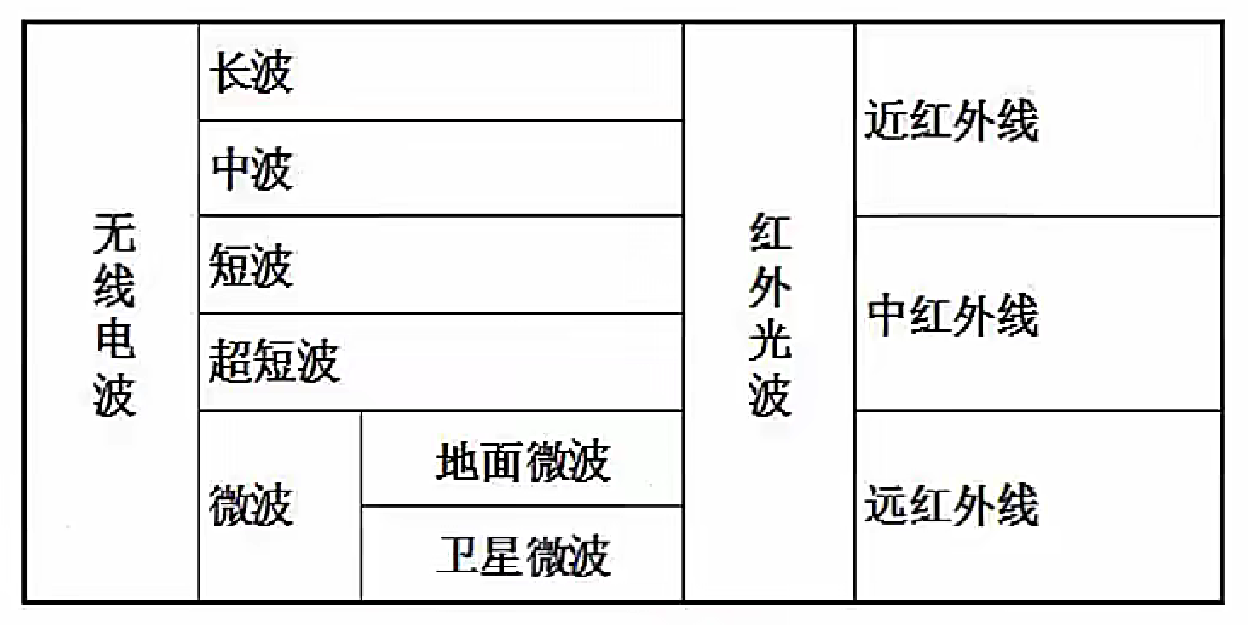 无线电波
长波
中波
短波
超短波
微波
地面微波
卫星微波
红外光波
近红外线
中红外线
远红外线